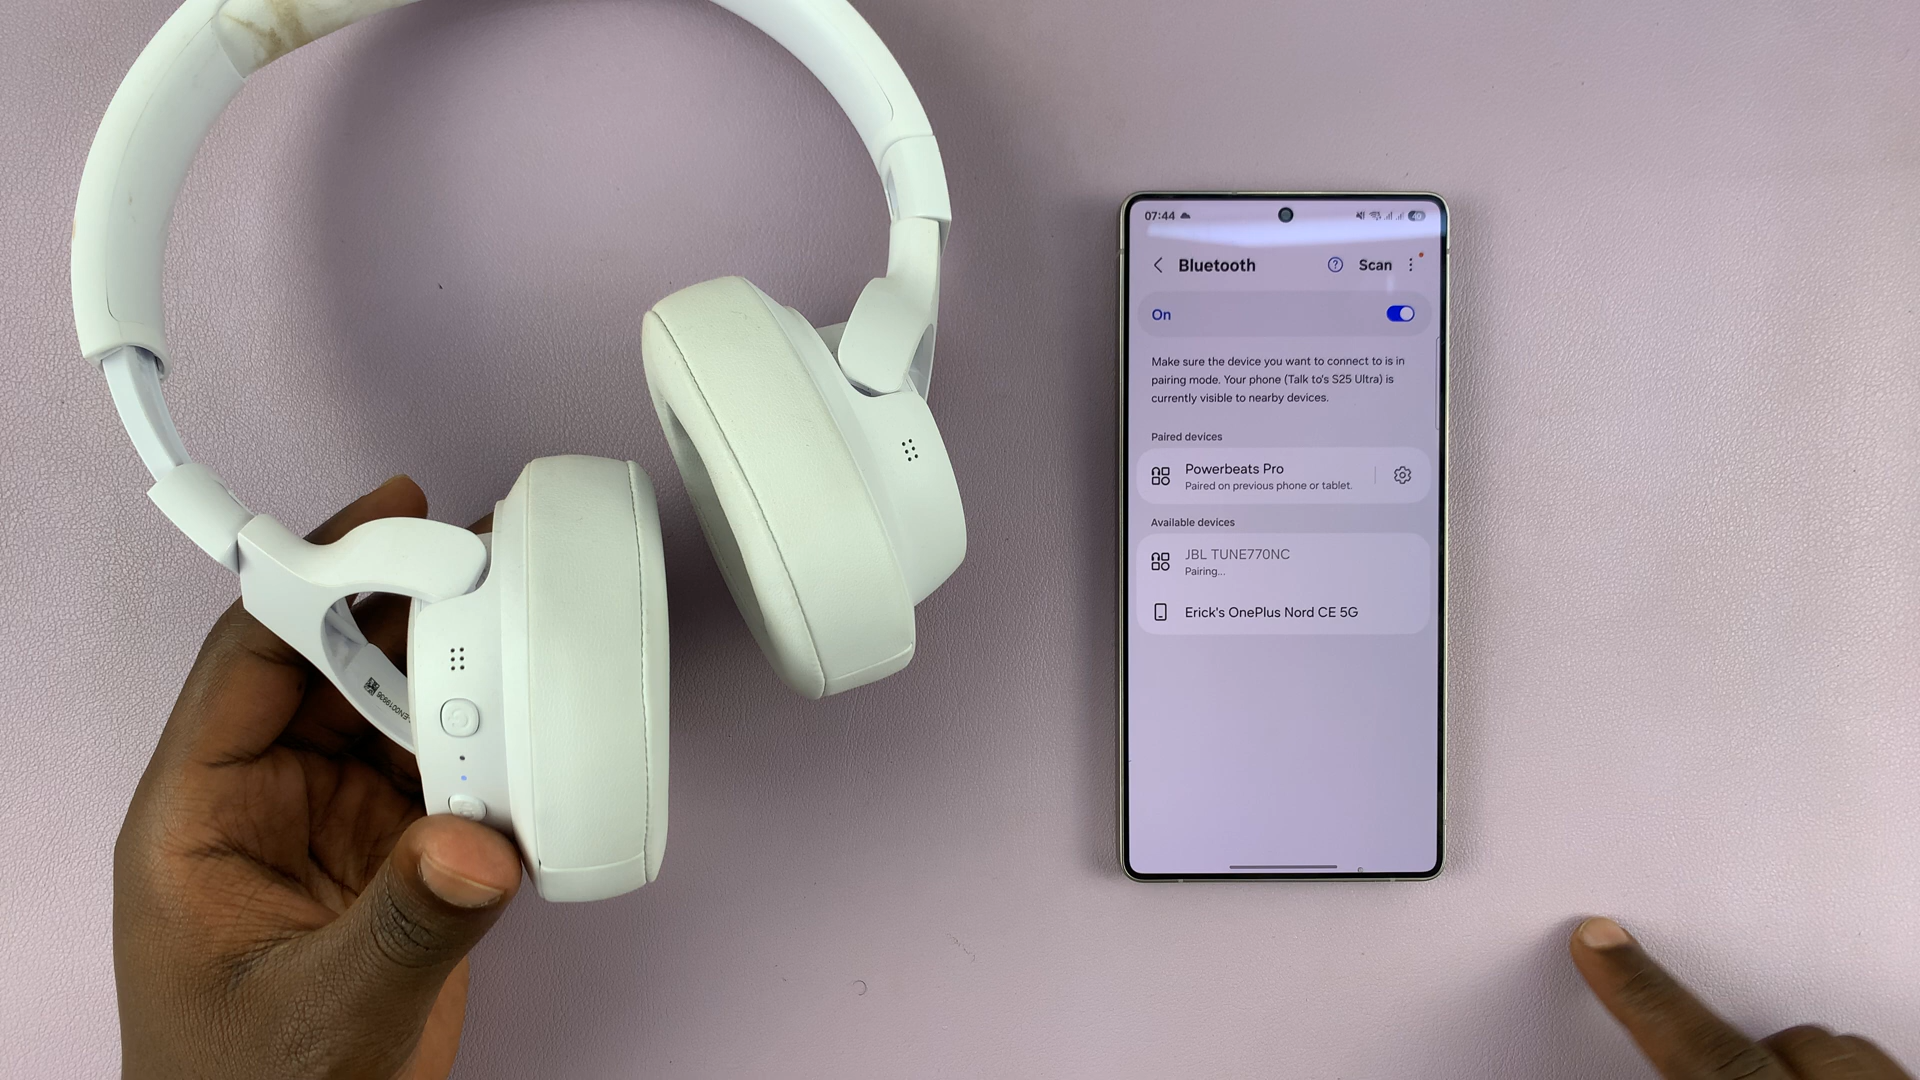 07:44
Bluetooth
Scan
On
Make sure the device you want to connect to is in
pairing mode. Your phone (Talk to's S25 Ultra) is
currently visible to nearby devices.
Paired devices
Powerbeats Pro
Paired on previous phone or tablet.
Available devices
JBL TUNE770NC
Pairing...
Erick's OnePlus Nord CE 5G